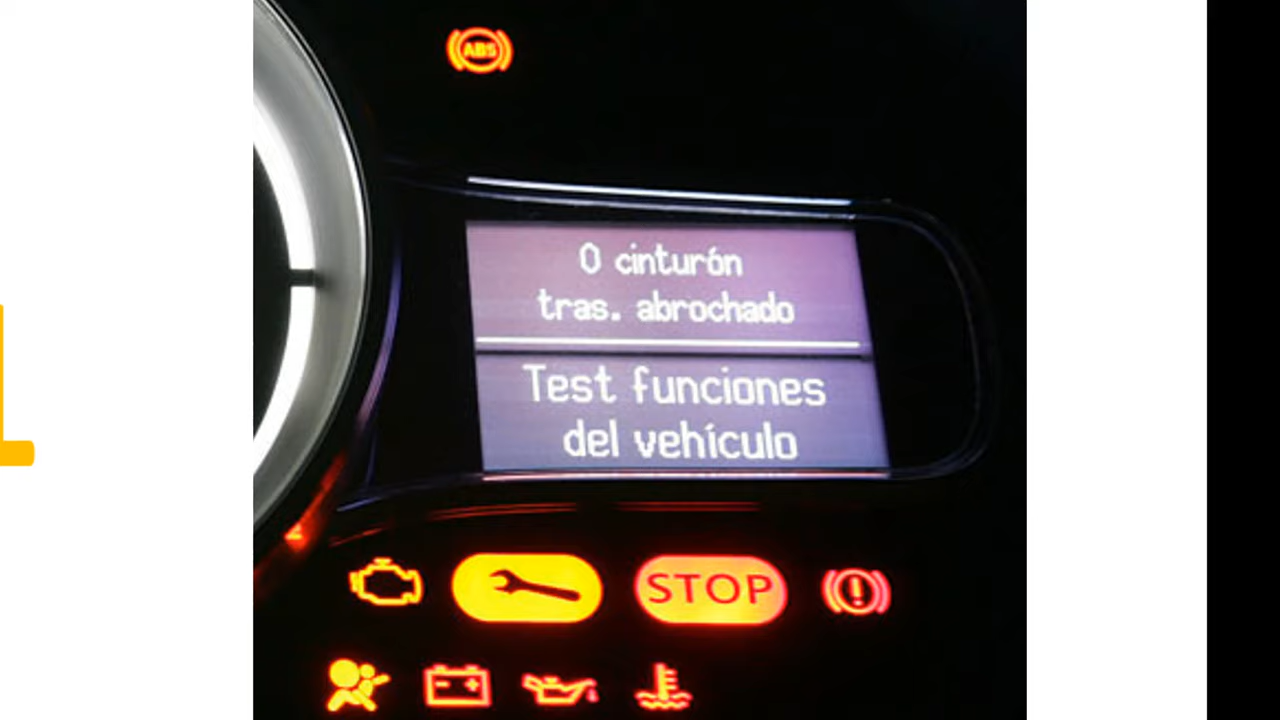 ABS
0 cinturón
tras. abrochado
Test funciones
del vehículo
STOP